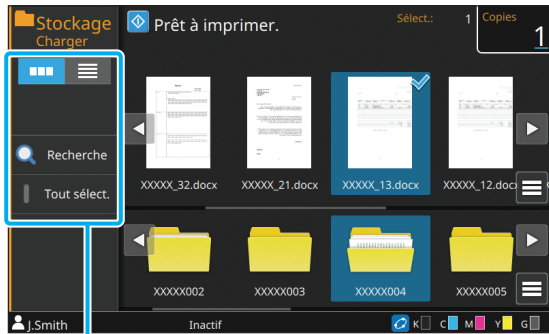 Stockage
Charger
Prêt à imprimer.
Sélect.: 1
Copies
1
Recherche
Tout sélect.
XXXXX_32.docx
XXXXX_21.docx
XXXXX_13.docx
XXXXX_12.docx
XXXXX002
XXXXX003
XXXXX004
XXXXX005
J.Smith
Inactif
K
C
M
Y
G